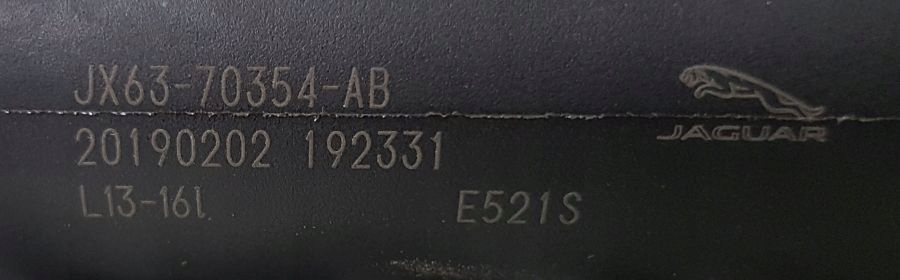 JX63-70354-AB
JAGUAR
20190202 192331
L13-16l
E521S